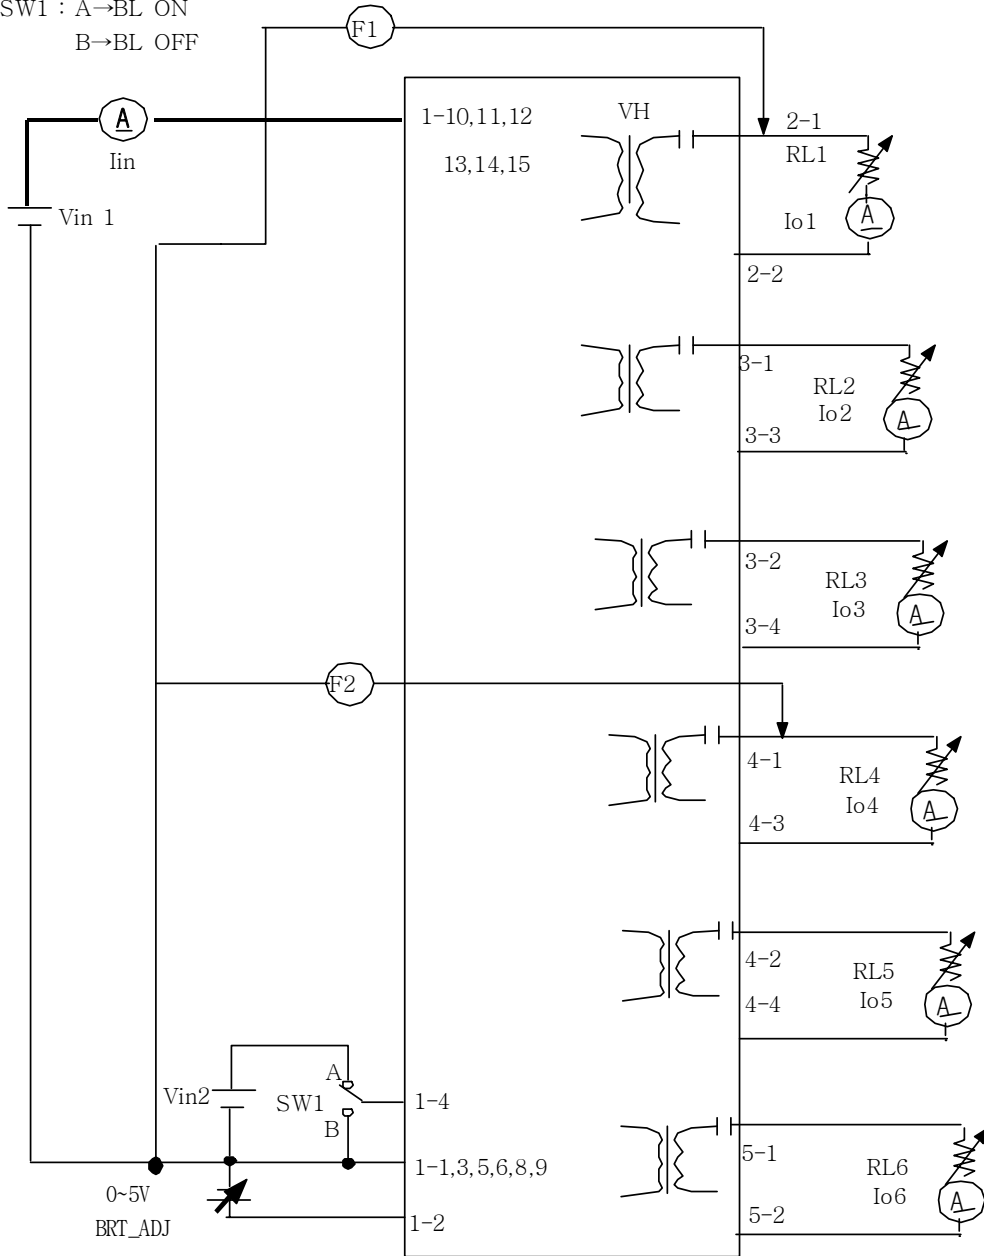 SW1 : A→BL ON
B→BL OFF
F1
A
Iin
1-10,11,12
13,14,15
VH
2-1
RL1
A
Io1
2-2
Vin 1
3-1
RL2
Io2
A
3-3
3-2
RL3
Io3
A
3-4
F2
4-1
RL4
Io4
A
4-3
4-2
RL5
Io5
A
4-4
Vin2
SW1
A
B
1-4
1-1,3,5,6,8,9
0~5V
BRT_ADJ
1-2
5-1
RL6
Io6
A
5-2